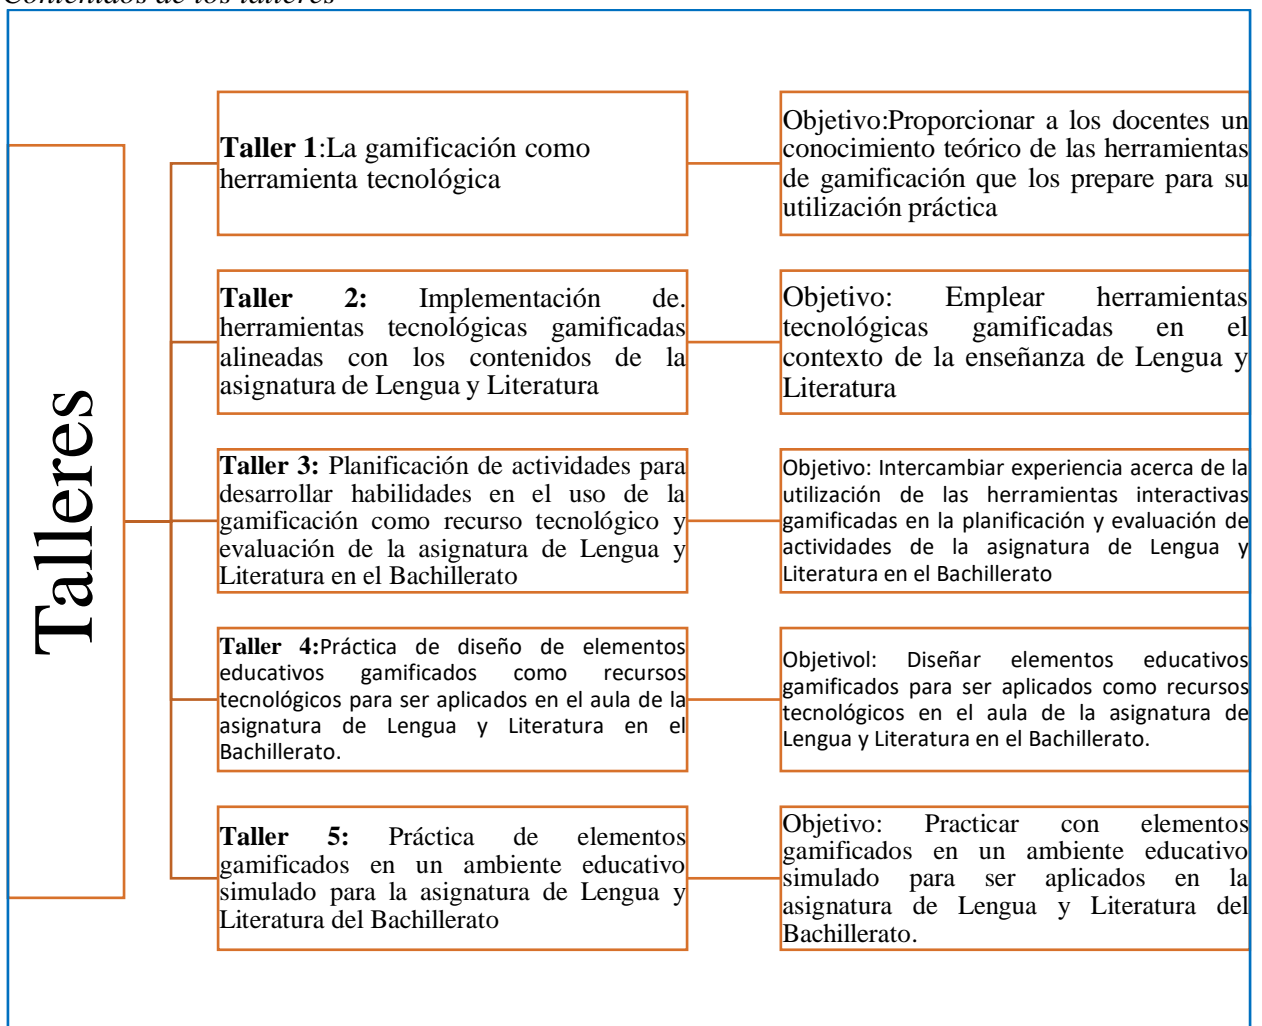 Contenidos de los talleres
Talleres
Taller 1:La gamificación como
herramienta tecnológica
Objetivo:Proporcionar a los docentes un
conocimiento teórico de las herramientas
de gamificación que los prepare para su
utilización práctica
Taller 2: Implementación de.
herramientas tecnológicas gamificadas
alineadas con los contenidos de la
asignatura de Lengua y Literatura
Objetivo: Emplear herramientas
tecnológicas gamificadas en el
contexto de la enseñanza de Lengua y
Literatura
Taller 3: Planificación de actividades para
desarrollar habilidades en el uso de la
gamificación como recurso tecnológico y
evaluación de la asignatura de Lengua y
Literatura en el Bachillerato
Objetivo: Intercambiar experiencia acerca de la
utilización de las herramientas interactivas
gamificadas en la planificación y evaluación de
actividades de la asignatura de Lengua y
Literatura en el Bachillerato
Taller 4:Práctica de diseño de elementos
educativos gamificados como recursos
tecnológicos para ser aplicados en el aula de la
asignatura de Lengua y Literatura en el
Bachillerato.
Objetivol: Diseñar elementos educativos
gamificados para ser aplicados como recursos
tecnológicos en el aula de la asignatura de
Lengua y Literatura en el Bachillerato.
Taller 5: Práctica de elementos
gamificados en un ambiente educativo
simulado para la asignatura de Lengua y
Literatura del Bachillerato
Objetivo: Practicar con elementos
gamificados en un ambiente educativo
simulado para ser aplicados en la
asignatura de Lengua y Literatura del
Bachillerato.